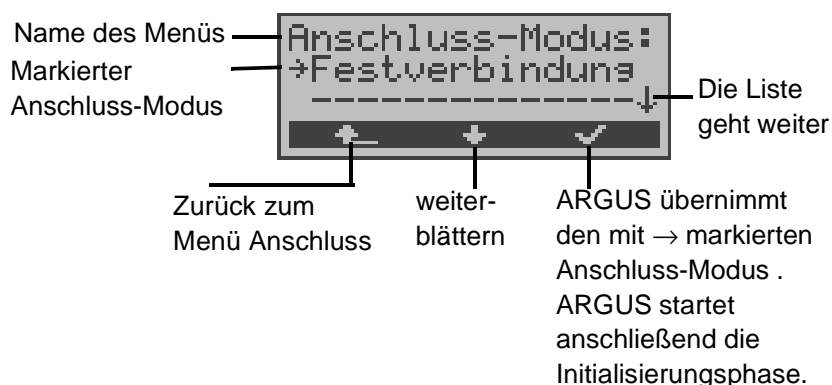 Name des Menüs
Anschluss-Modus:
Markierter
Anschluss-Modus
→Festverbindung
--------------↓
Die Liste
geht weiter
Zurück zum
Menü Anschluss
weiter-
blättern
ARGUS übernimmt
den mit → markierten
Anschluss-Modus .
ARGUS startet
anschließend die
Initialisierungsphase.